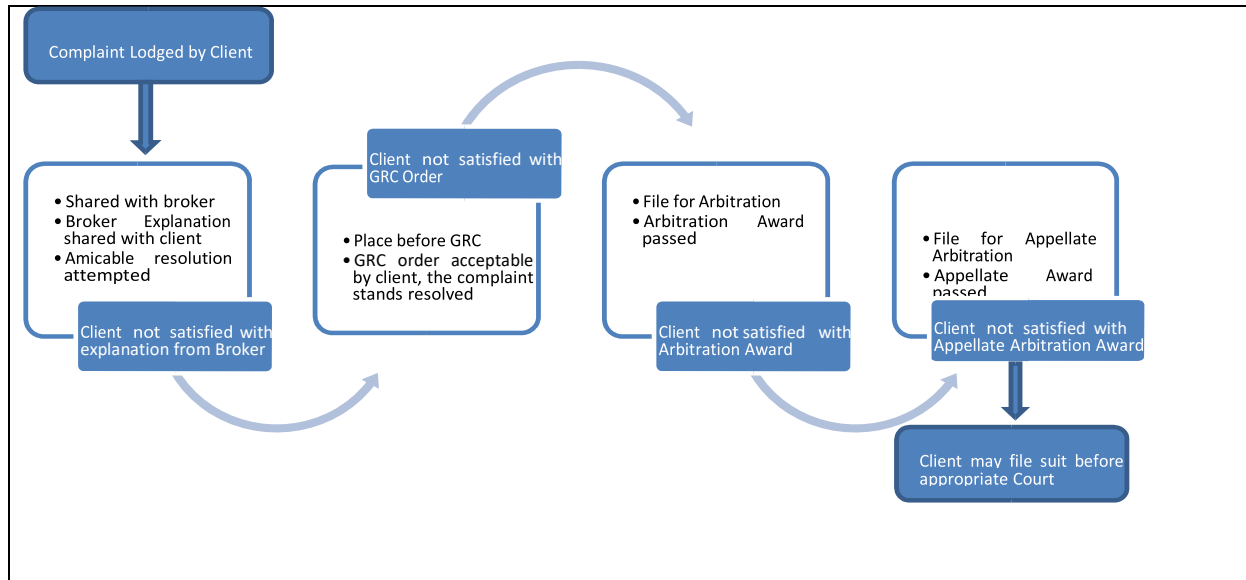 Complaint Lodged by Client
• Shared with broker
• Broker Explanation
shared with client
• Amicable resolution
attempted
Client not satisfied with
explanation from Broker
Client not satisfied with
GRC Order
• Place before GRC
• GRC order acceptable
by client, the complaint
stands resolved
• File for Arbitration
• Arbitration Award
passed
Client not satisfied with
Arbitration Award
• File for Appellate
Arbitration
• Appellate Award
passed
Client not satisfied with
Appellate Arbitration Award
Client may file suit before
appropriate Court